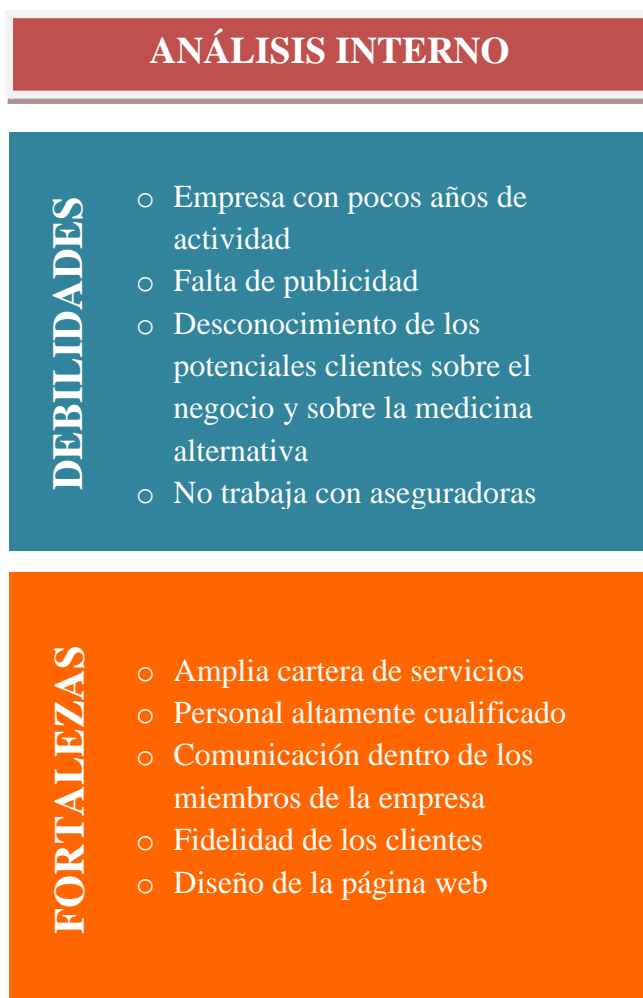 ANÁLISIS INTERNO
DEBILIDADES
o Empresa con pocos años de
actividad
o Falta de publicidad
o Desconocimiento de los
potenciales clientes sobre el
negocio y sobre la medicina
alternativa
o No trabaja con aseguradoras
FORTALEZAS
o Amplia cartera de servicios
o Personal altamente cualificado
o Comunicación dentro de los
miembros de la empresa
o Fidelidad de los clientes
o Diseño de la página web